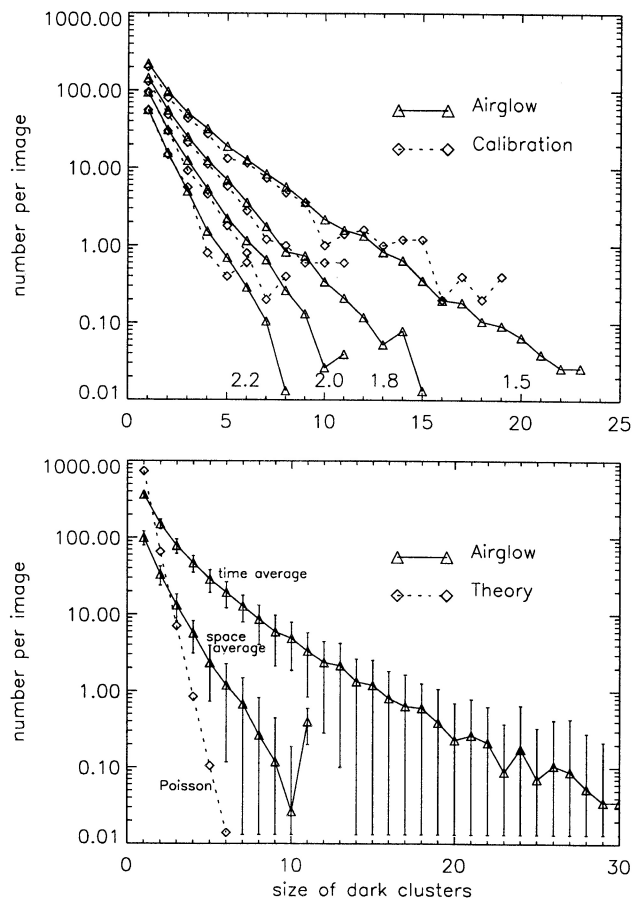 number per image
100.00
10.00
1.00
0.10
0.01
Airglow
Calibration
2.2
2.0
1.8
1.5
0
5
10
15
20
25
number per image
1000.00
100.00
10.00
1.00
0.10
0.01
Airglow
Theory
time average
space
average
Poisson
0
10
20
30
size of dark clusters